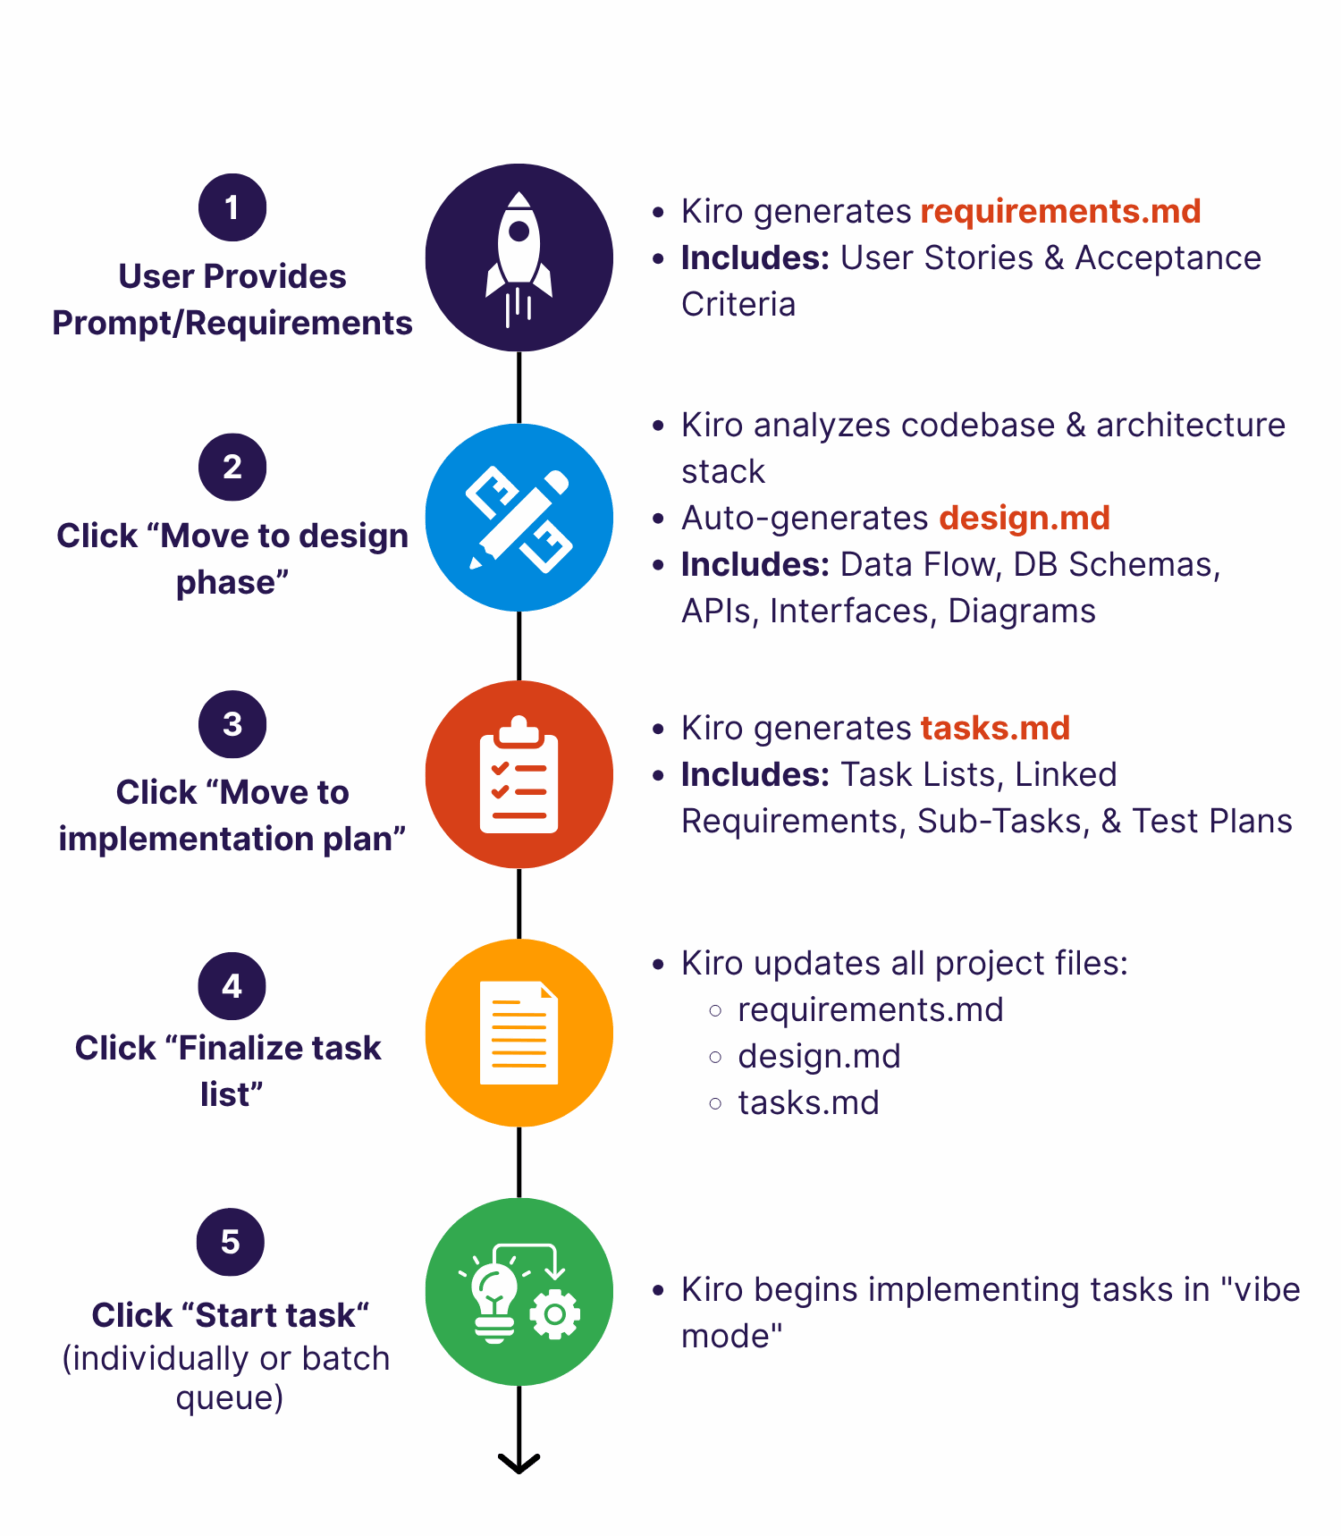 1
User Provides
Prompt/Requirements
• Kiro generates requirements.md
• Includes: User Stories & Acceptance
Criteria
2
Click “Move to design
phase”
• Kiro analyzes codebase & architecture
stack
• Auto-generates design.md
• Includes: Data Flow, DB Schemas,
APIs, Interfaces, Diagrams
3
Click “Move to
implementation plan”
• Kiro generates tasks.md
• Includes: Task Lists, Linked
Requirements, Sub-Tasks, & Test Plans
4
Click “Finalize task
list”
• Kiro updates all project files:
○ requirements.md
○ design.md
○ tasks.md
5
Click “Start task“
(individually or batch
queue)
• Kiro begins implementing tasks in "vibe
mode"